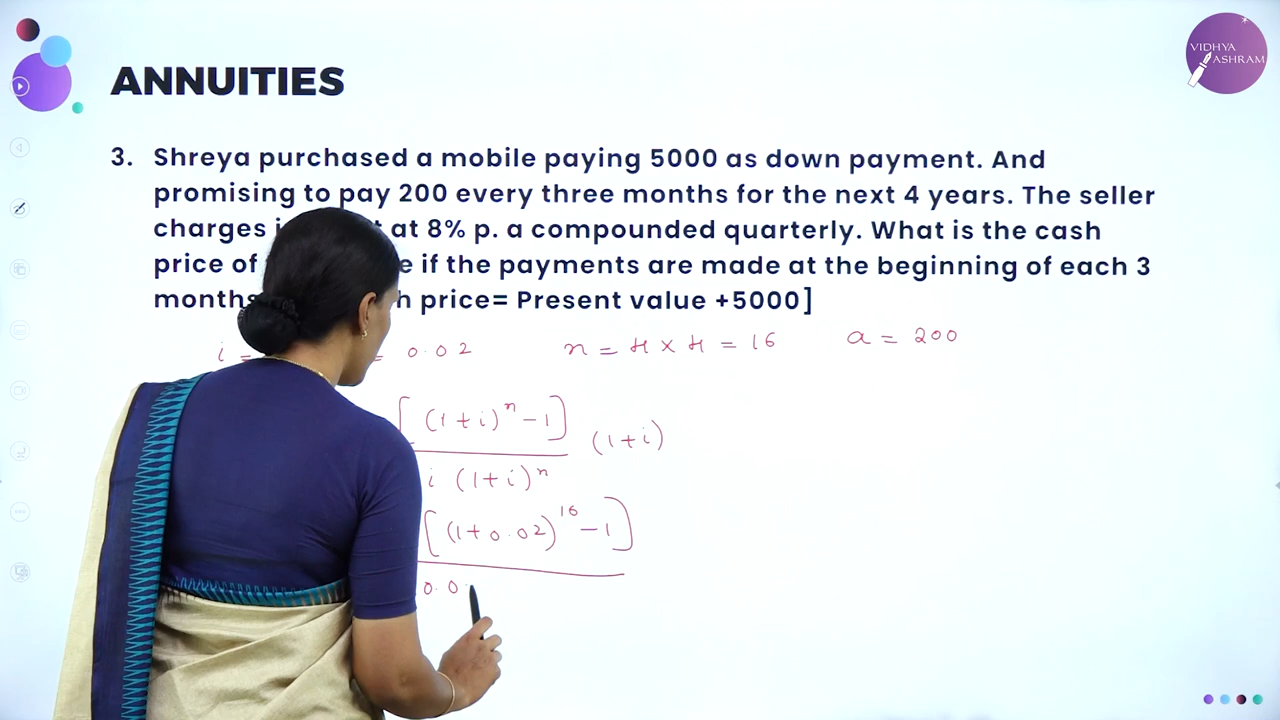 VIDHYA
ASHRAM
ANNUITIES
3. Shreya purchased a mobile paying 5000 as down payment. And
promising to pay 200 every three months for the next 4 years. The seller
charges at 8% p. a compounded quarterly. What is the cash
price of if the payments are made at the beginning of each 3
months price= Present value +5000]
i = = 0.02 n = 4 x 4 = 16 a = 200
[(1+i)^n -1] (1+i)
i (1+i)^n
[(1+0.02)^16 -1]
0.0